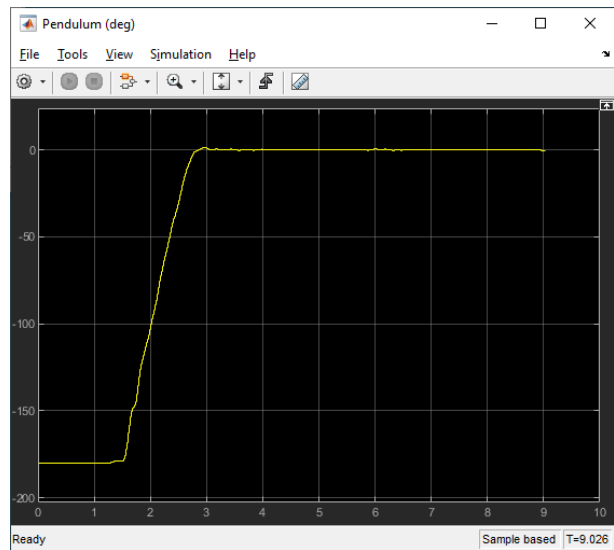 Pendulum (deg)
File Tools View Simulation Help
0
-50
-100
-150
-200
0 1 2 3 4 5 6 7 8 9 10
Ready Sample based T=9.026